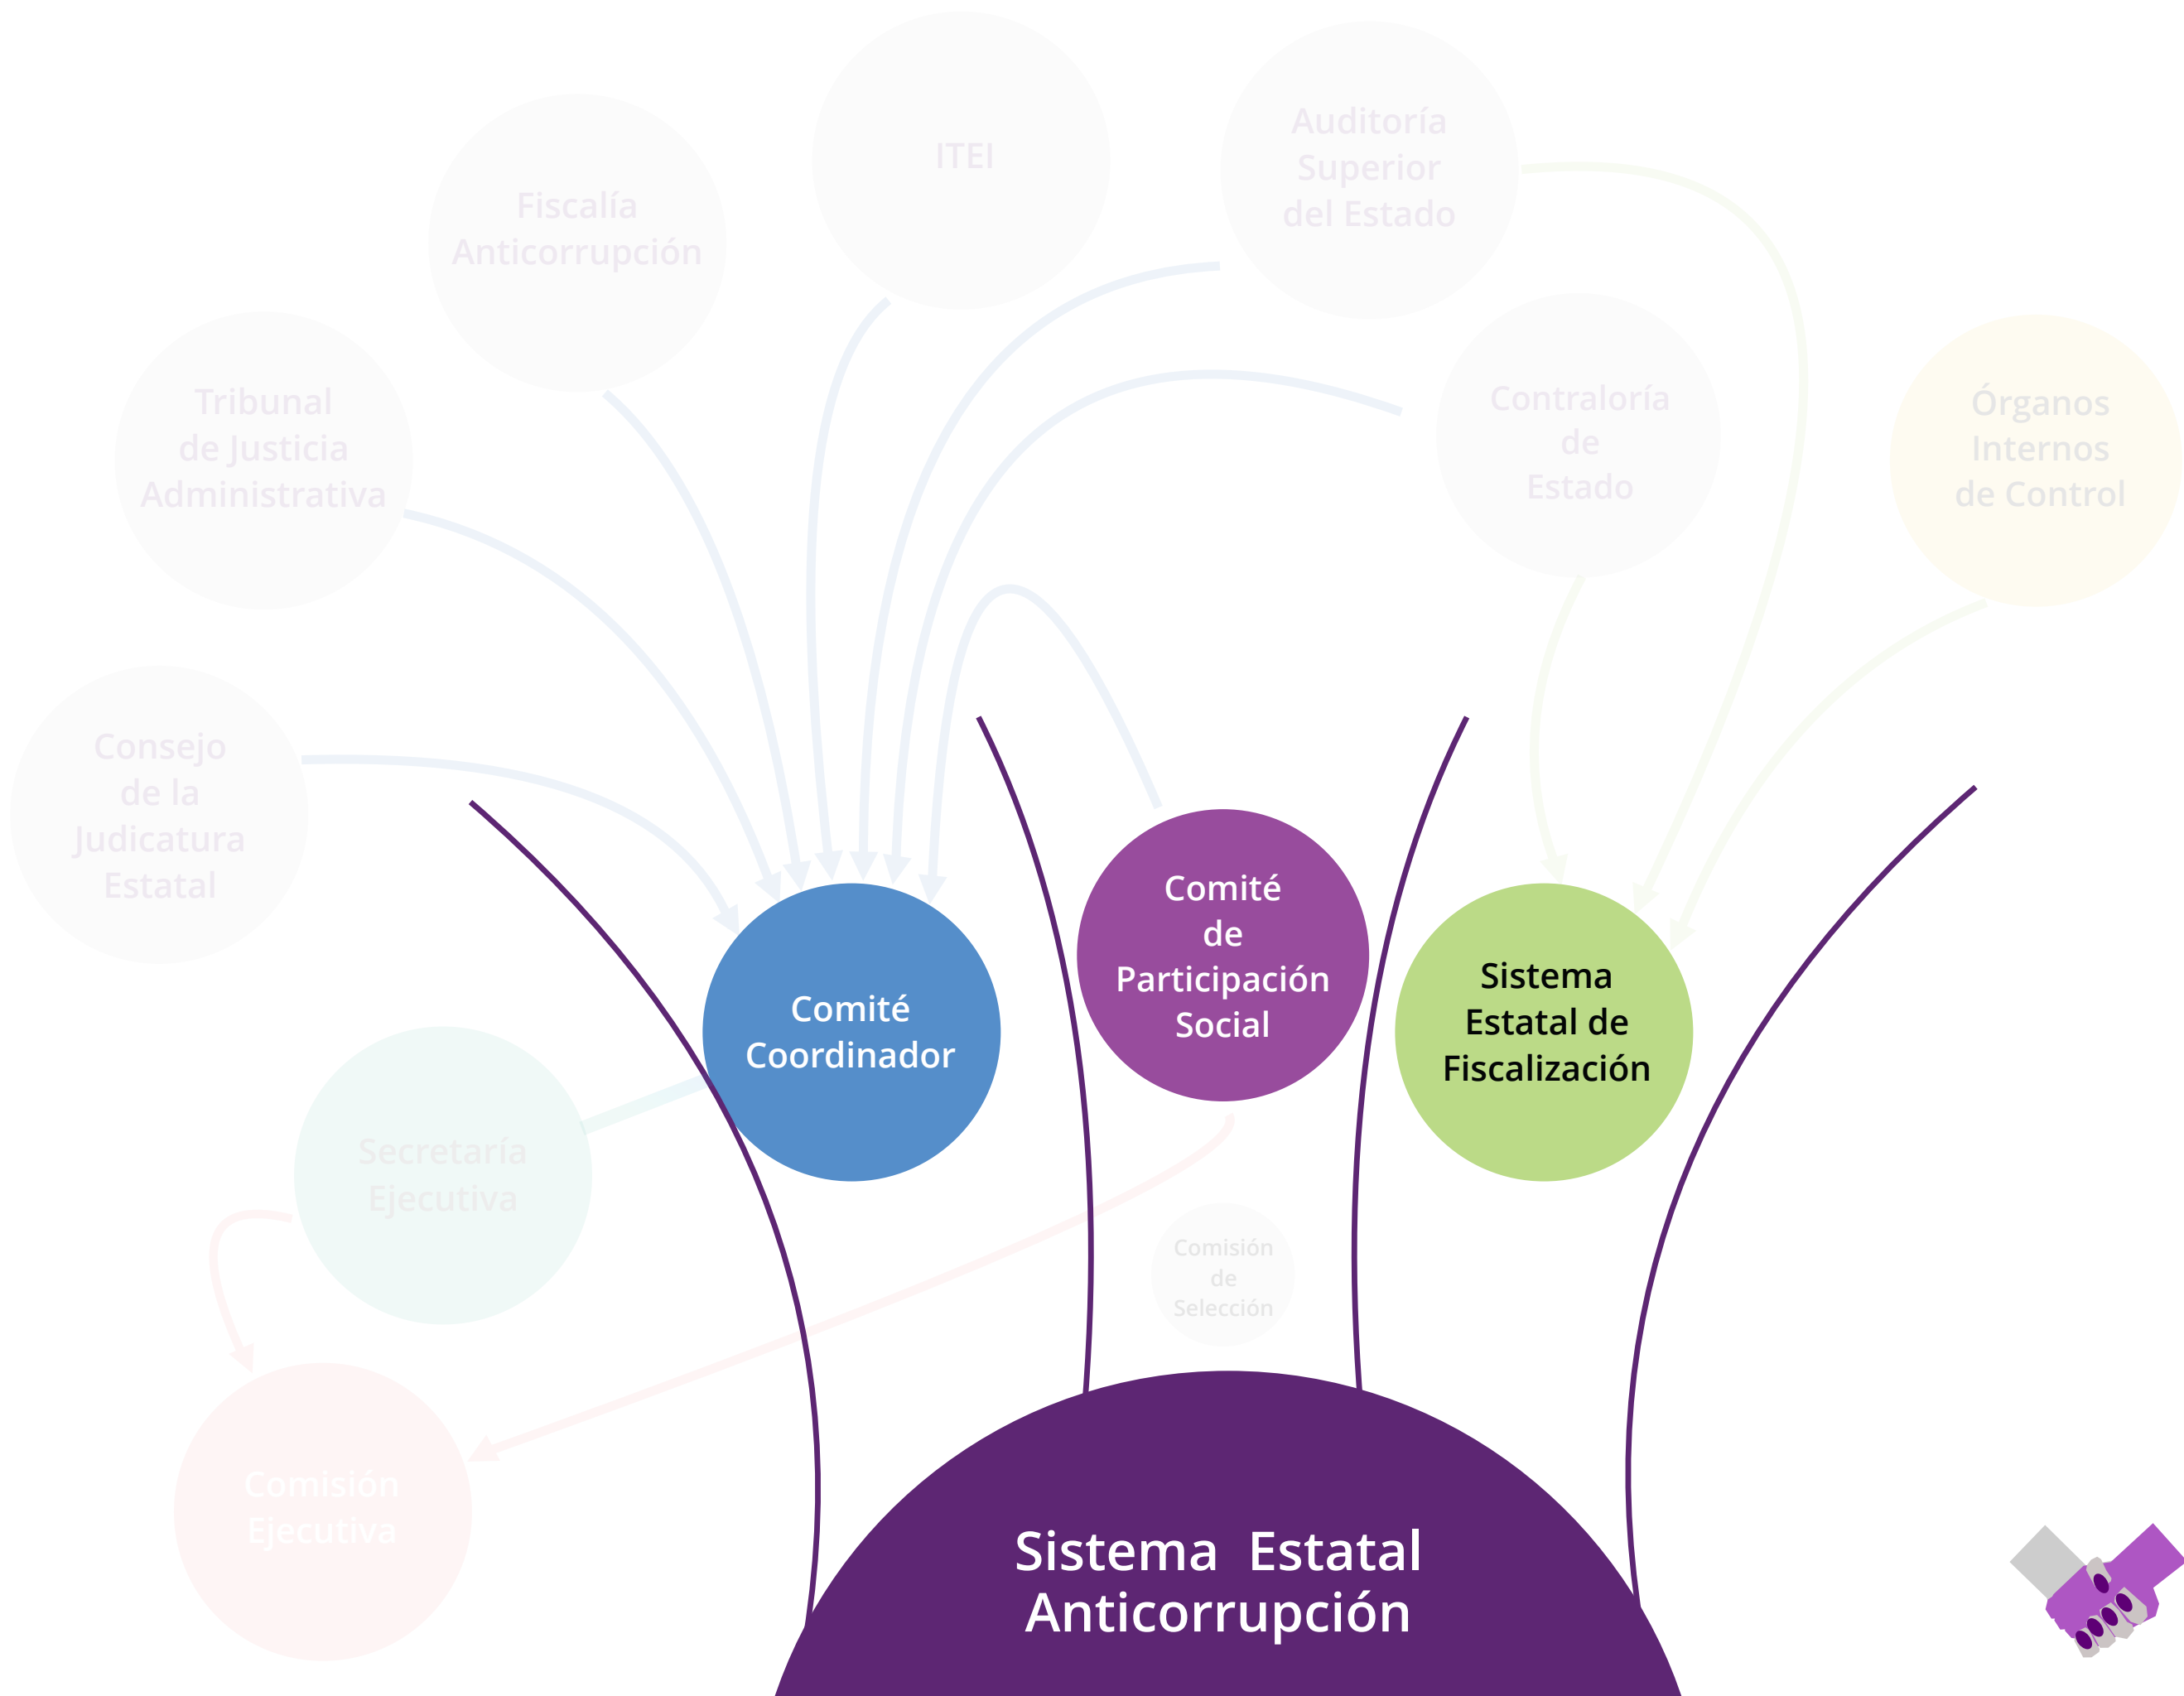 ITEI
Auditoría
Superior
del Estado
Fiscalía
Anticorrupción
Tribunal
de Justicia
Administrativa
Contraloría
de
Estado
Órganos
Internos
de Control
Consejo
de la
Judicatura
Estatal
Comité
Coordinador
Comité
de
Participación
Social
Sistema
Estatal de
Fiscalización
Secretaría
Ejecutiva
Comisión
de
Selección
Comisión
Ejecutiva
Sistema Estatal
Anticorrupción